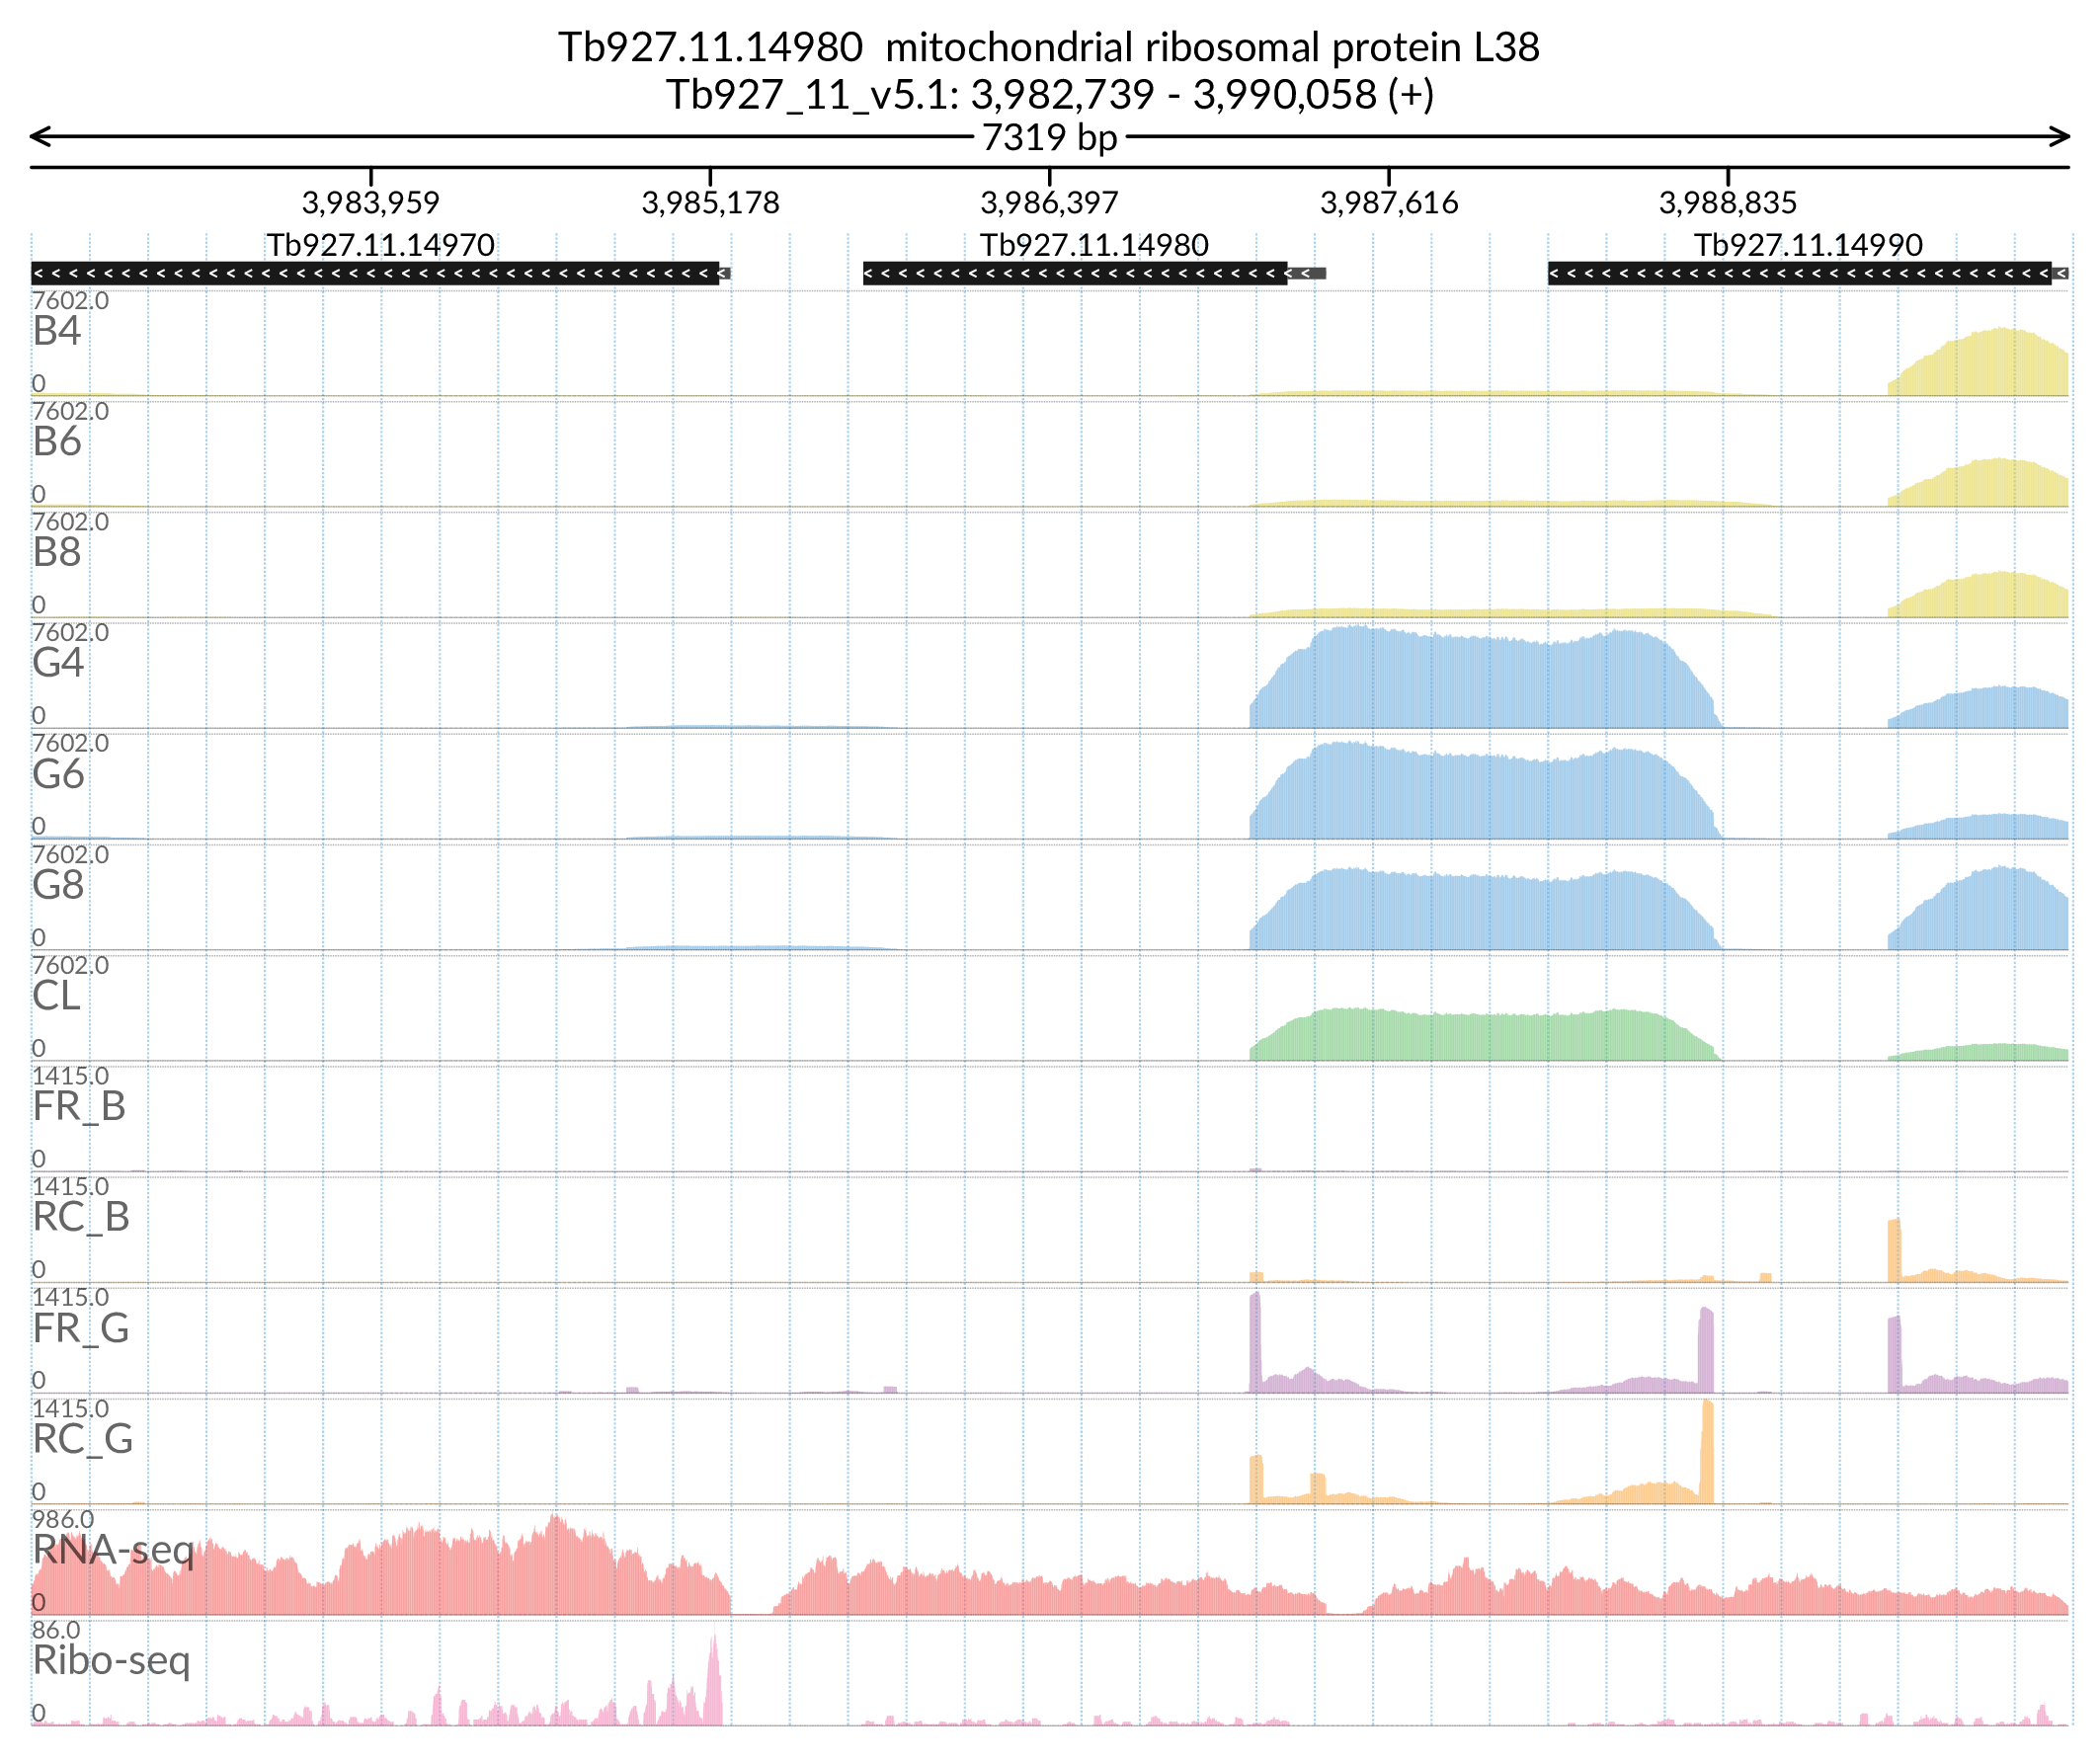 Tb927.11.14980  mitochondrial ribosomal protein L38
Tb927_11_v5.1: 3,982,739 - 3,990,058 (+)
7319 bp
3,983,959 3,985,178 3,986,397 3,987,616 3,988,835
Tb927.11.14970 Tb927.11.14980 Tb927.11.14990
7602.0
B4
0
7602.0
B6
0
7602.0
B8
0
7602.0
G4
0
7602.0
G6
0
7602.0
G8
0
7602.0
CL
0
1415.0
FR_B
0
1415.0
RC_B
0
1415.0
FR_G
0
1415.0
RC_G
0
986.0
RNA-seq
0
86.0
Ribo-seq
0